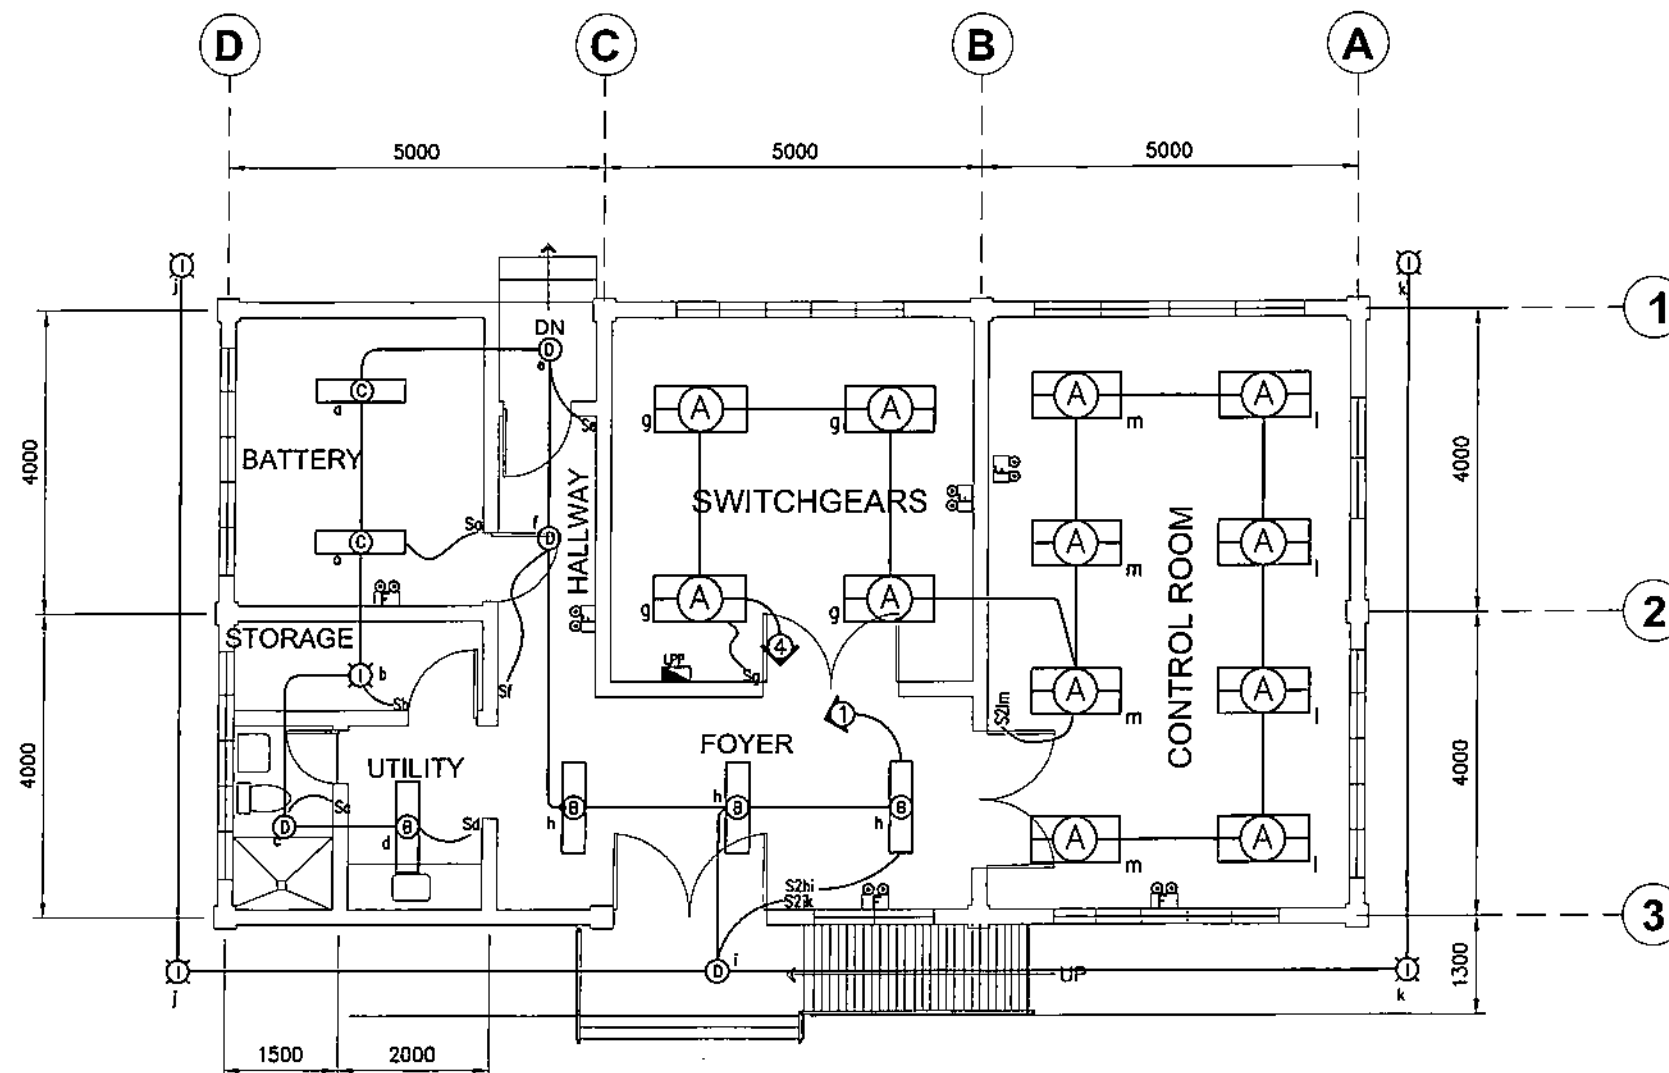 D C B A
5000 5000 5000
I
j
I
k
1
DN
D
e
C
a
A
g
A
g
A
m
A
l
Se
4000
4000
BATTERY
SWITCHGEARS
F
F
HALLWAY
CONTROL ROOM
C
a
Sa
f
D
A
m
A
l
F
F
A
g
A
g
2
STORAGE
4
I
b
Sb
Sf
LPP
Sg
A
m
A
l
S2lm
1
FOYER
UTILITY
4000
4000
D
c
Sc
B
d
Sd
B
h
B
h
B
h
A
m
A
l
S2hi
S2jk
F
F
3
I
j
D
i
UP
I
k
1300
1500 2000